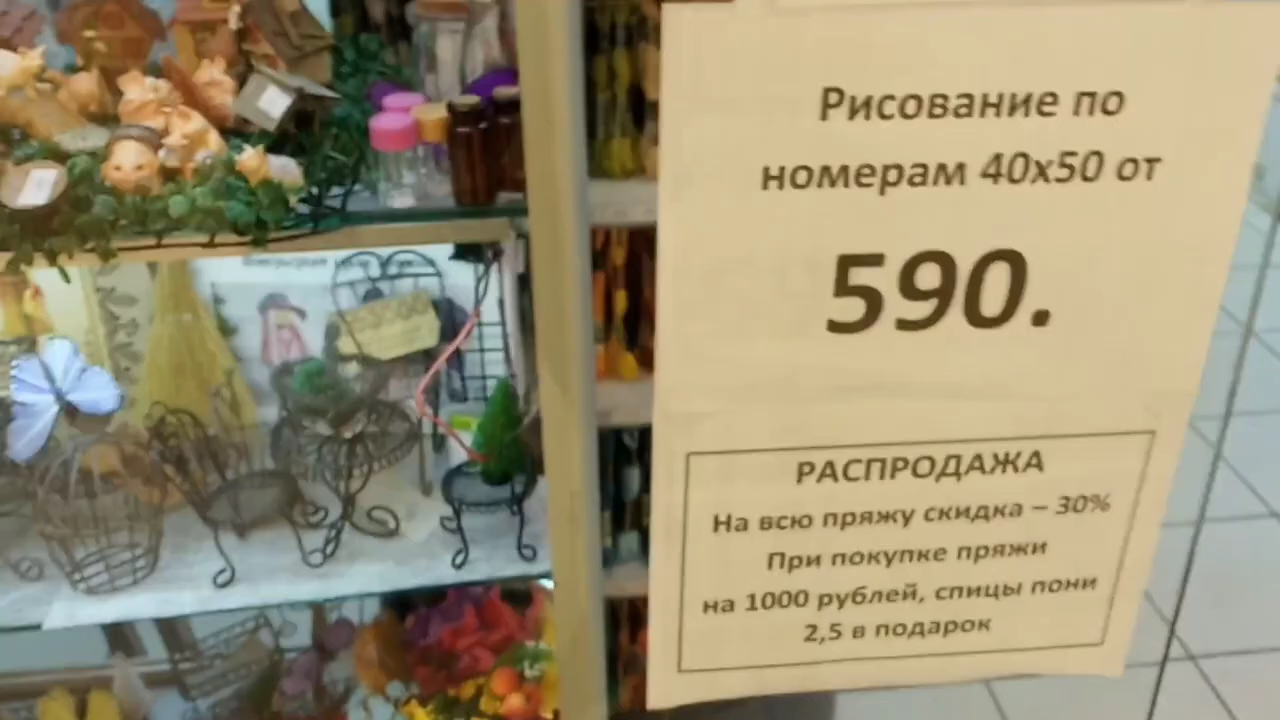 Рисование по
номерам 40х50 от
590.
РАСПРОДАЖА
На всю пряжу скидка – 30%
При покупке пряжи
на 1000 рублей, спицы пони
2,5 в подарок